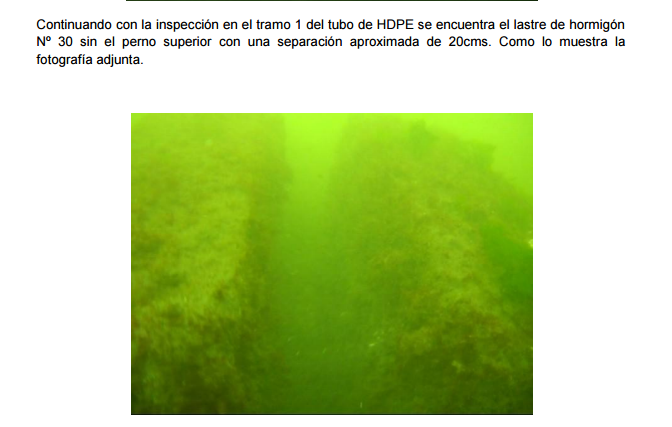 Continuando con la inspección en el tramo 1 del tubo de HDPE se encuentra el lastre de hormigón
Nº 30 sin el perno superior con una separación aproximada de 20cms. Como lo muestra la
fotografía adjunta.